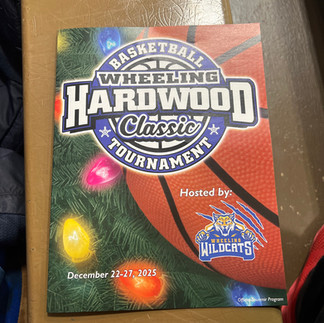 BASKETBALL
WHEELING
HARDWOOD
Classic
TOURNAMENT
Hosted by:
WHEELING
WILDCATS
December 22-27, 2025
Official Souvenir Program